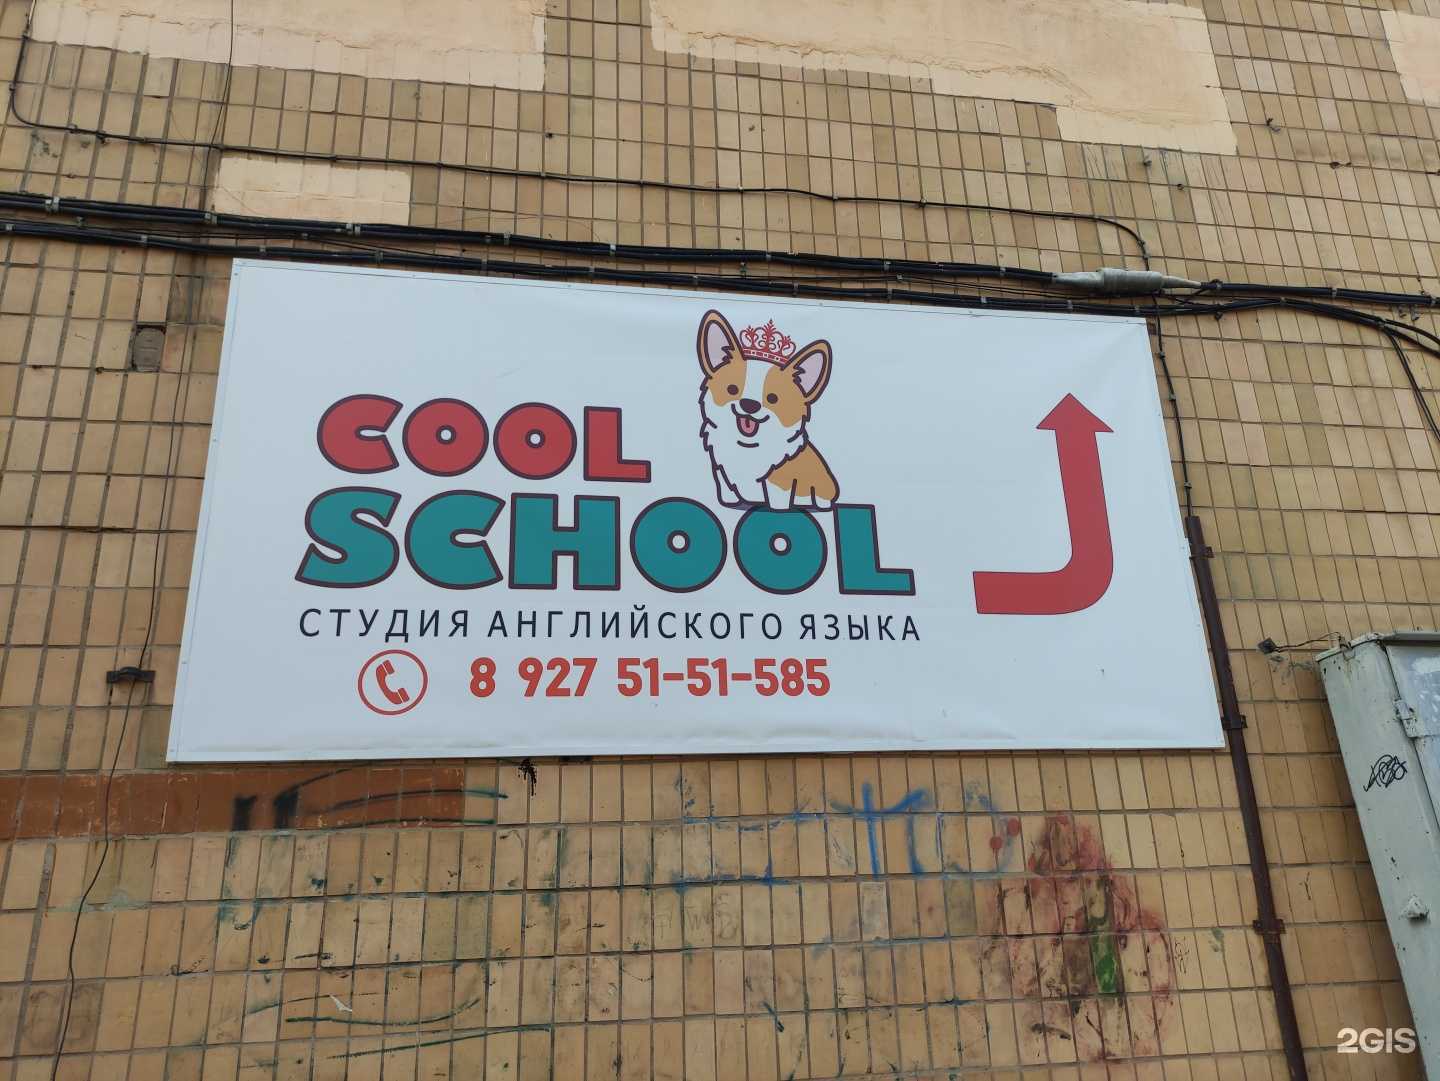 COOL
SCHOOL
СТУДИЯ АНГЛИЙСКОГО ЯЗЫКА
8 927 51-51-585
2GIS